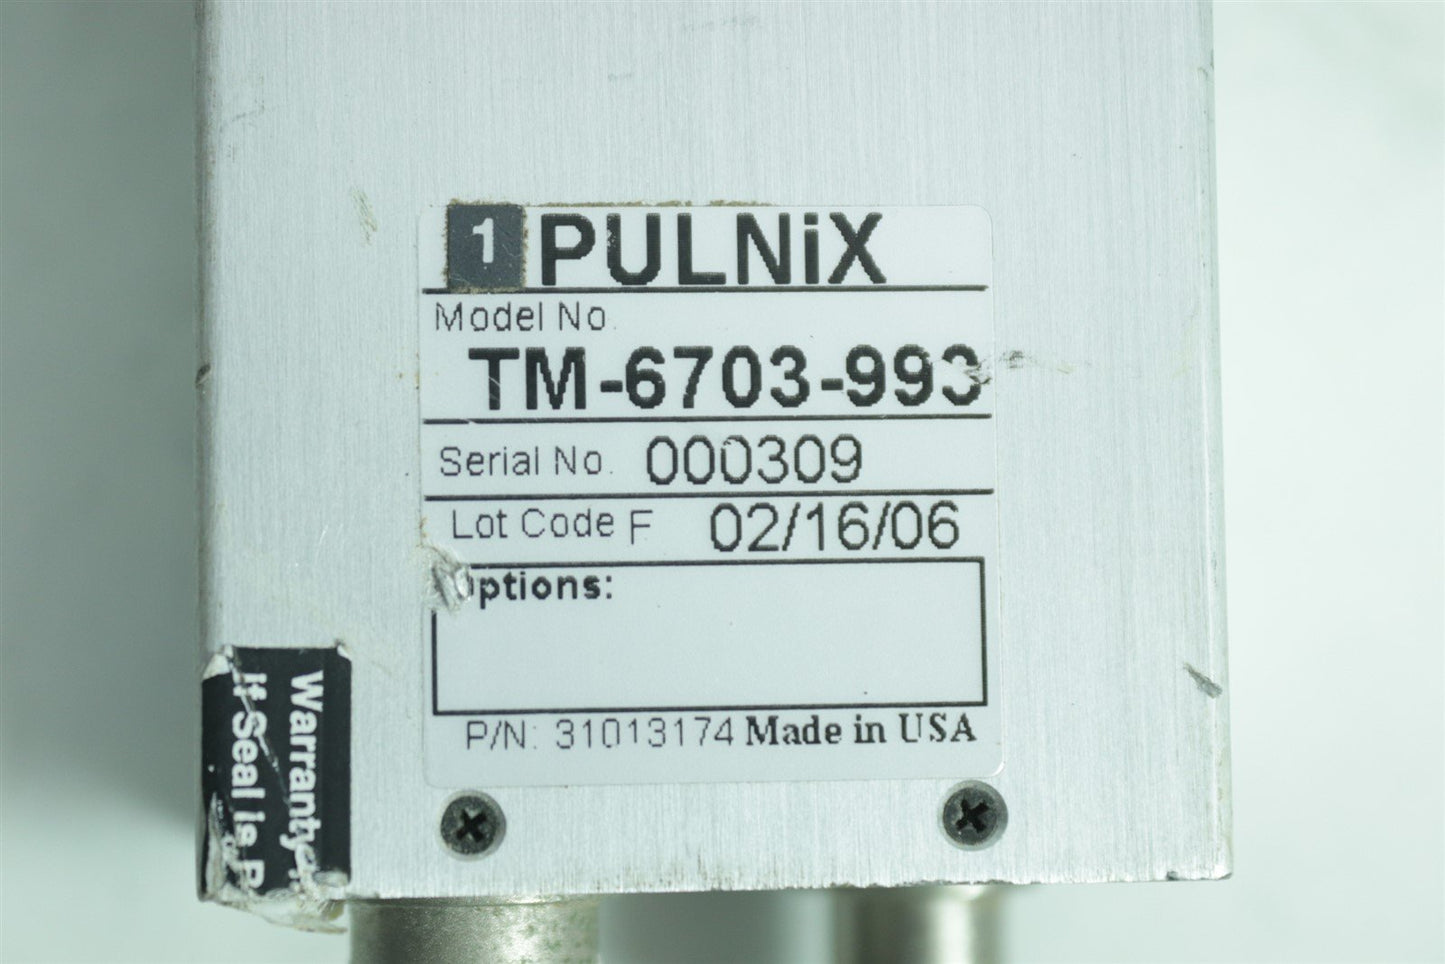 1 PULNiX
Model No.
TM-6703-993
Serial No. 000309
Lot Code F 02/16/06
ptions:
P/N: 31013174 Made in USA
Warranty
If Seal is